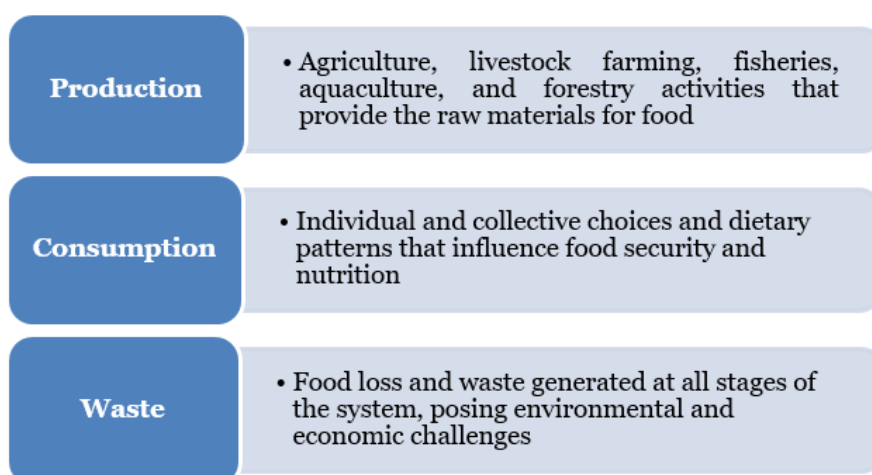 Production
• Agriculture, livestock farming, fisheries,
aquaculture, and forestry activities that
provide the raw materials for food
Consumption
• Individual and collective choices and dietary
patterns that influence food security and
nutrition
Waste
• Food loss and waste generated at all stages of
the system, posing environmental and
economic challenges